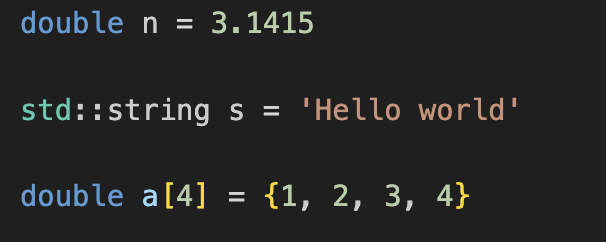 double n = 3.1415
std::string s = 'Hello world'
double a[4] = {1, 2, 3, 4}